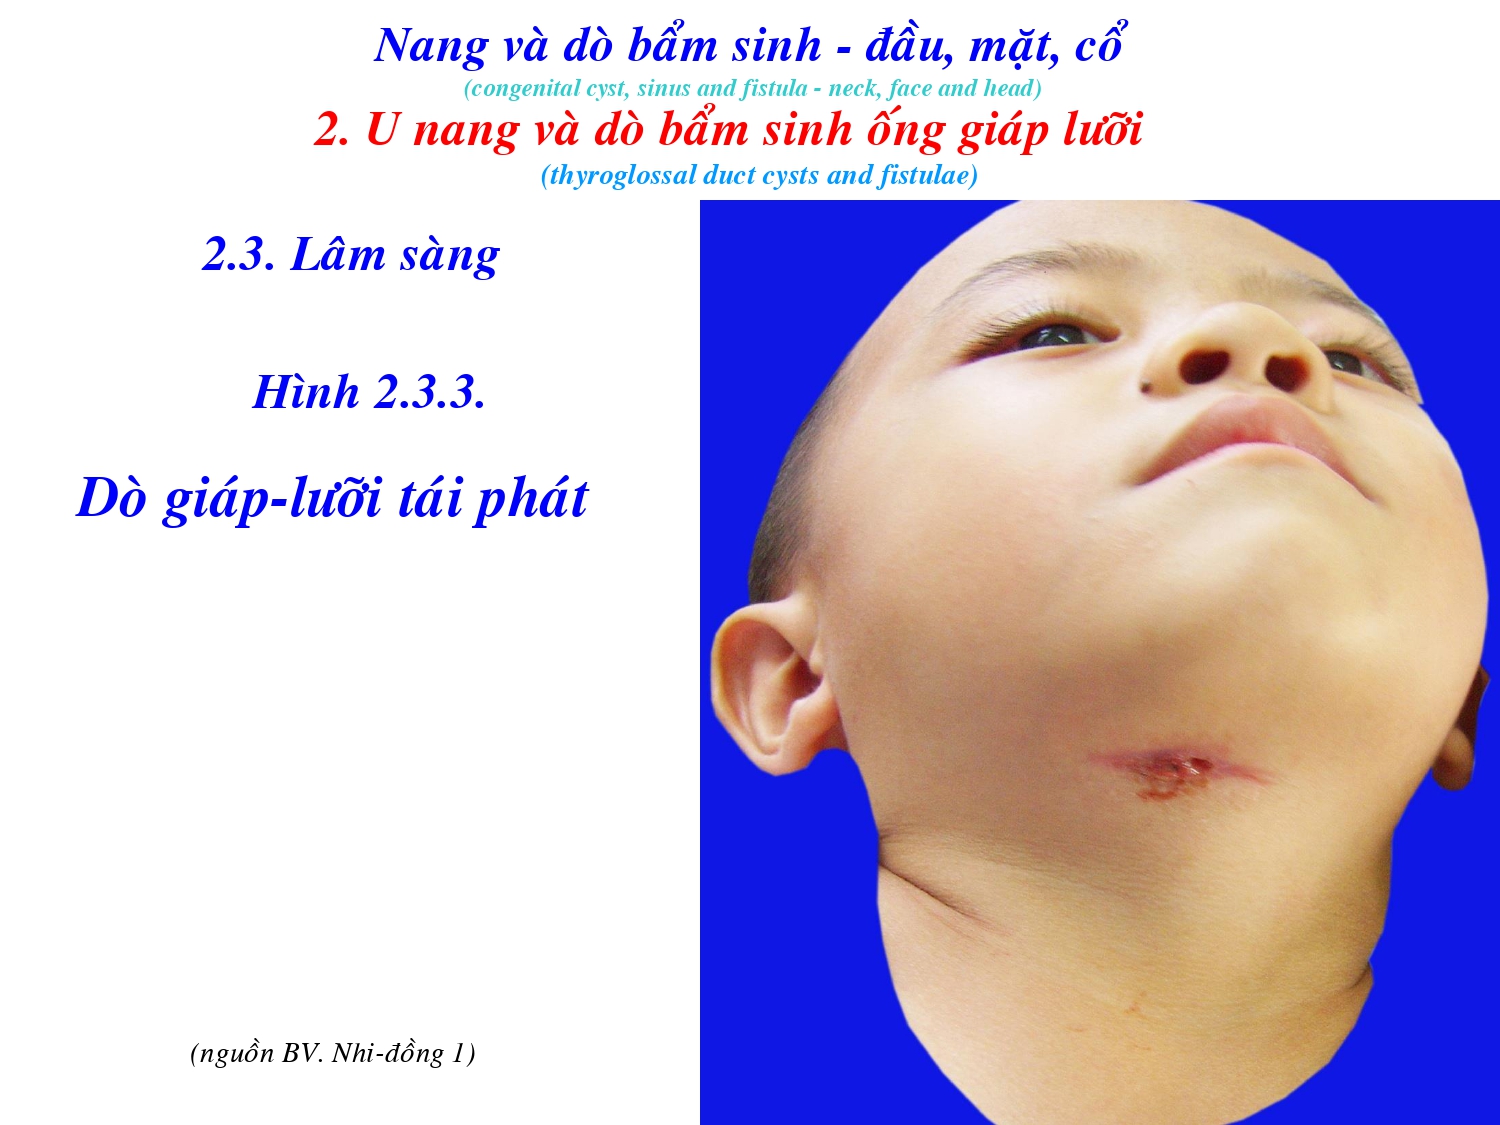 Nang và dò bẩm sinh - đầu, mặt, cổ
(congenital cyst, sinus and fistula - neck, face and head)
2. U nang và dò bẩm sinh ống giáp lưỡi
(thyroglossal duct cysts and fistulae)
2.3. Lâm sàng
Hình 2.3.3.
Dò giáp-lưỡi tái phát
(nguồn BV. Nhi-đồng 1)